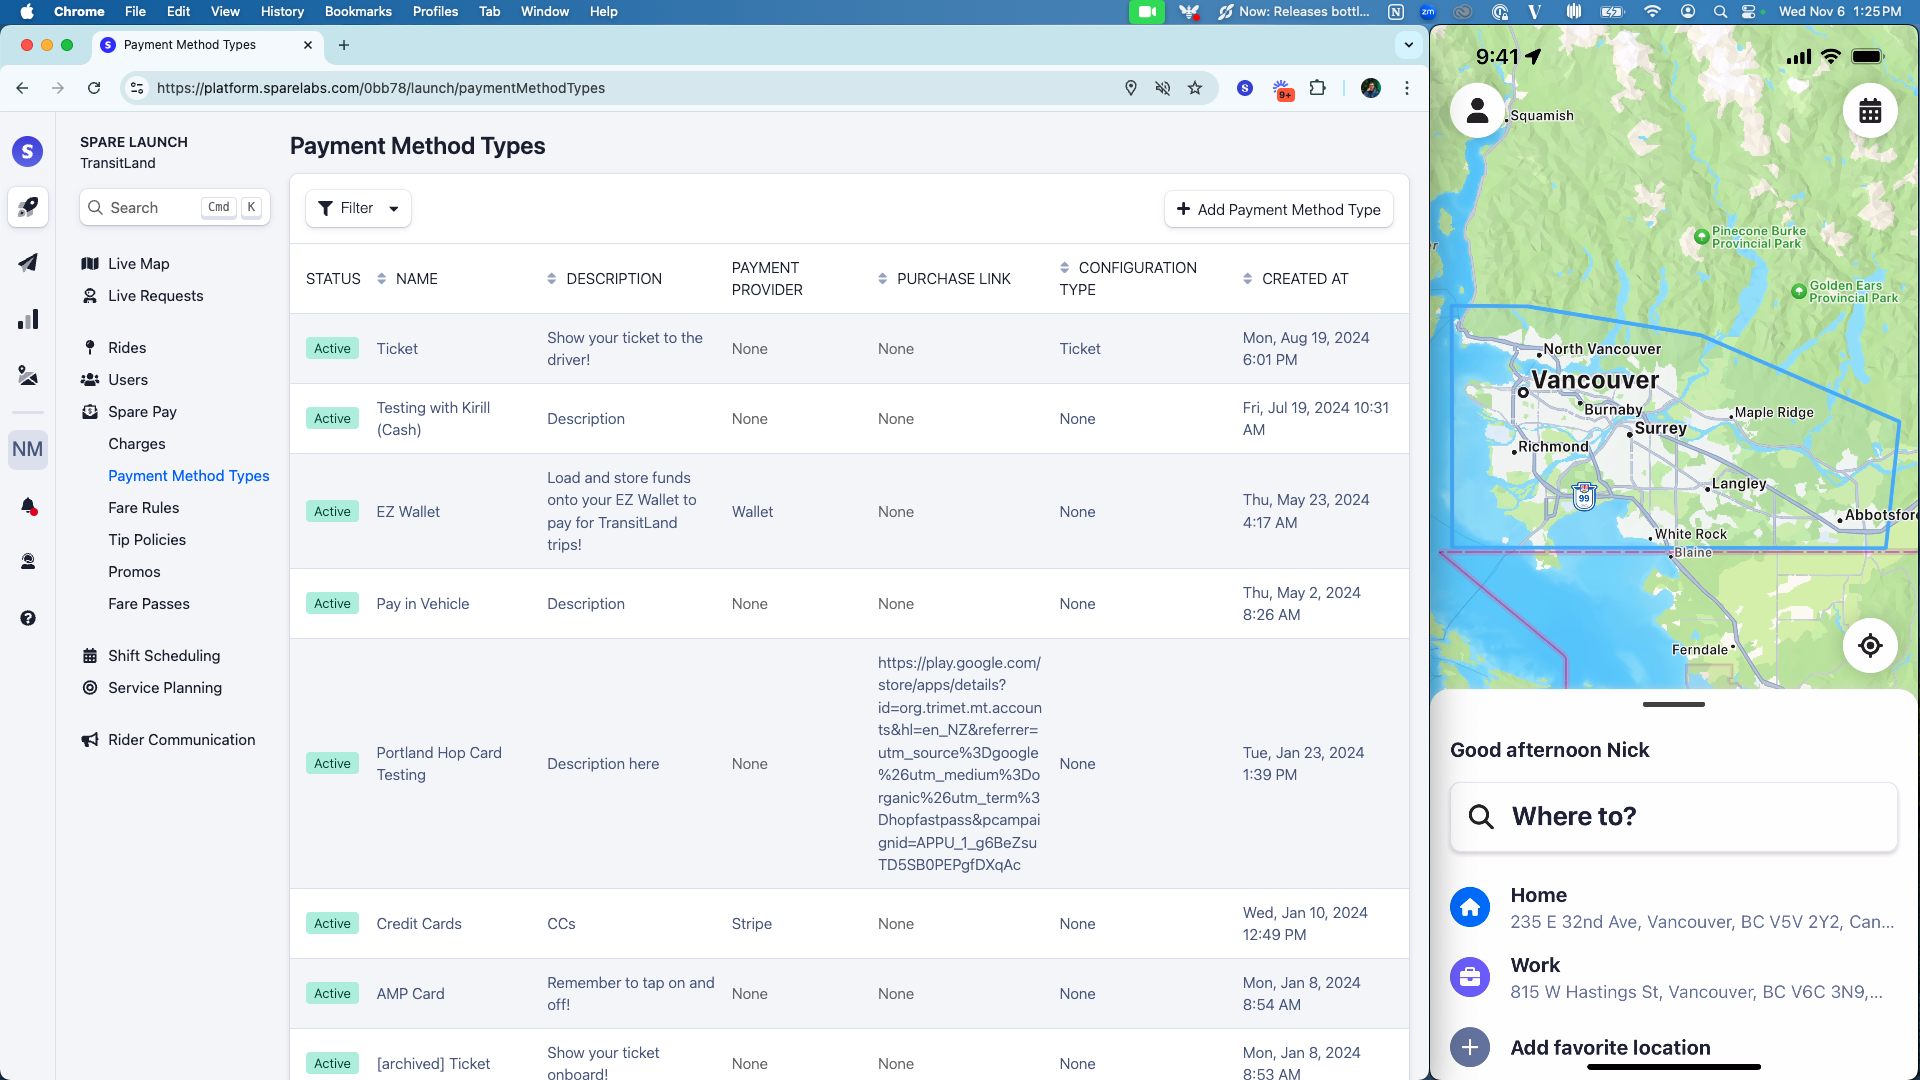 Chrome File Edit View History Bookmarks Profiles Tab Window Help
Now: Releases bottl... zm Wed Nov 6 1:25 PM
Payment Method Types
https://platform.sparelabs.com/0bb78/launch/paymentMethodTypes
9+
S
SPARE LAUNCH
TransitLand
Search Cmd K
Live Map
Live Requests
Rides
Users
Spare Pay
Charges
NM
Payment Method Types
Fare Rules
Tip Policies
Promos
Fare Passes
Shift Scheduling
Service Planning
Rider Communication
Payment Method Types
Filter
+ Add Payment Method Type
STATUS NAME DESCRIPTION PAYMENT PROVIDER PURCHASE LINK CONFIGURATION TYPE CREATED AT
Active Ticket Show your ticket to the driver! None None Ticket Mon, Aug 19, 2024 6:01 PM
Active Testing with Kirill (Cash) Description None None None Fri, Jul 19, 2024 10:31 AM
Active EZ Wallet Load and store funds onto your EZ Wallet to pay for TransitLand trips! Wallet None None Thu, May 23, 2024 4:17 AM
Active Pay in Vehicle Description None None None Thu, May 2, 2024 8:26 AM
Active Portland Hop Card Testing Description here None https://play.google.com/store/apps/details?id=org.trimet.mt.accounts&hl=en_NZ&referrer=utm_source%3Dgoogle%26utm_medium%3Dorganic%26utm_term%3Dhopfastpass&pcampaignid=APPU_1_g6BeZsuTD5SB0PEPgfDXqAc None Tue, Jan 23, 2024 1:39 PM
Active Credit Cards CCs Stripe None None Wed, Jan 10, 2024 12:49 PM
Active AMP Card Remember to tap on and off! None None None Mon, Jan 8, 2024 8:54 AM
Active [archived] Ticket Show your ticket onboard! None None None Mon, Jan 8, 2024 8:53 AM
9:41
Squamish
Pinecone Burke
Provincial Park
Golden Ears
Provincial Park
North Vancouver
Vancouver
Burnaby
Maple Ridge
Surrey
Richmond
Langley
99
Abbotsfor
White Rock
Blaine
Ferndale
Good afternoon Nick
Where to?
Home
235 E 32nd Ave, Vancouver, BC V5V 2Y2, Can...
Work
815 W Hastings St, Vancouver, BC V6C 3N9,...
Add favorite location